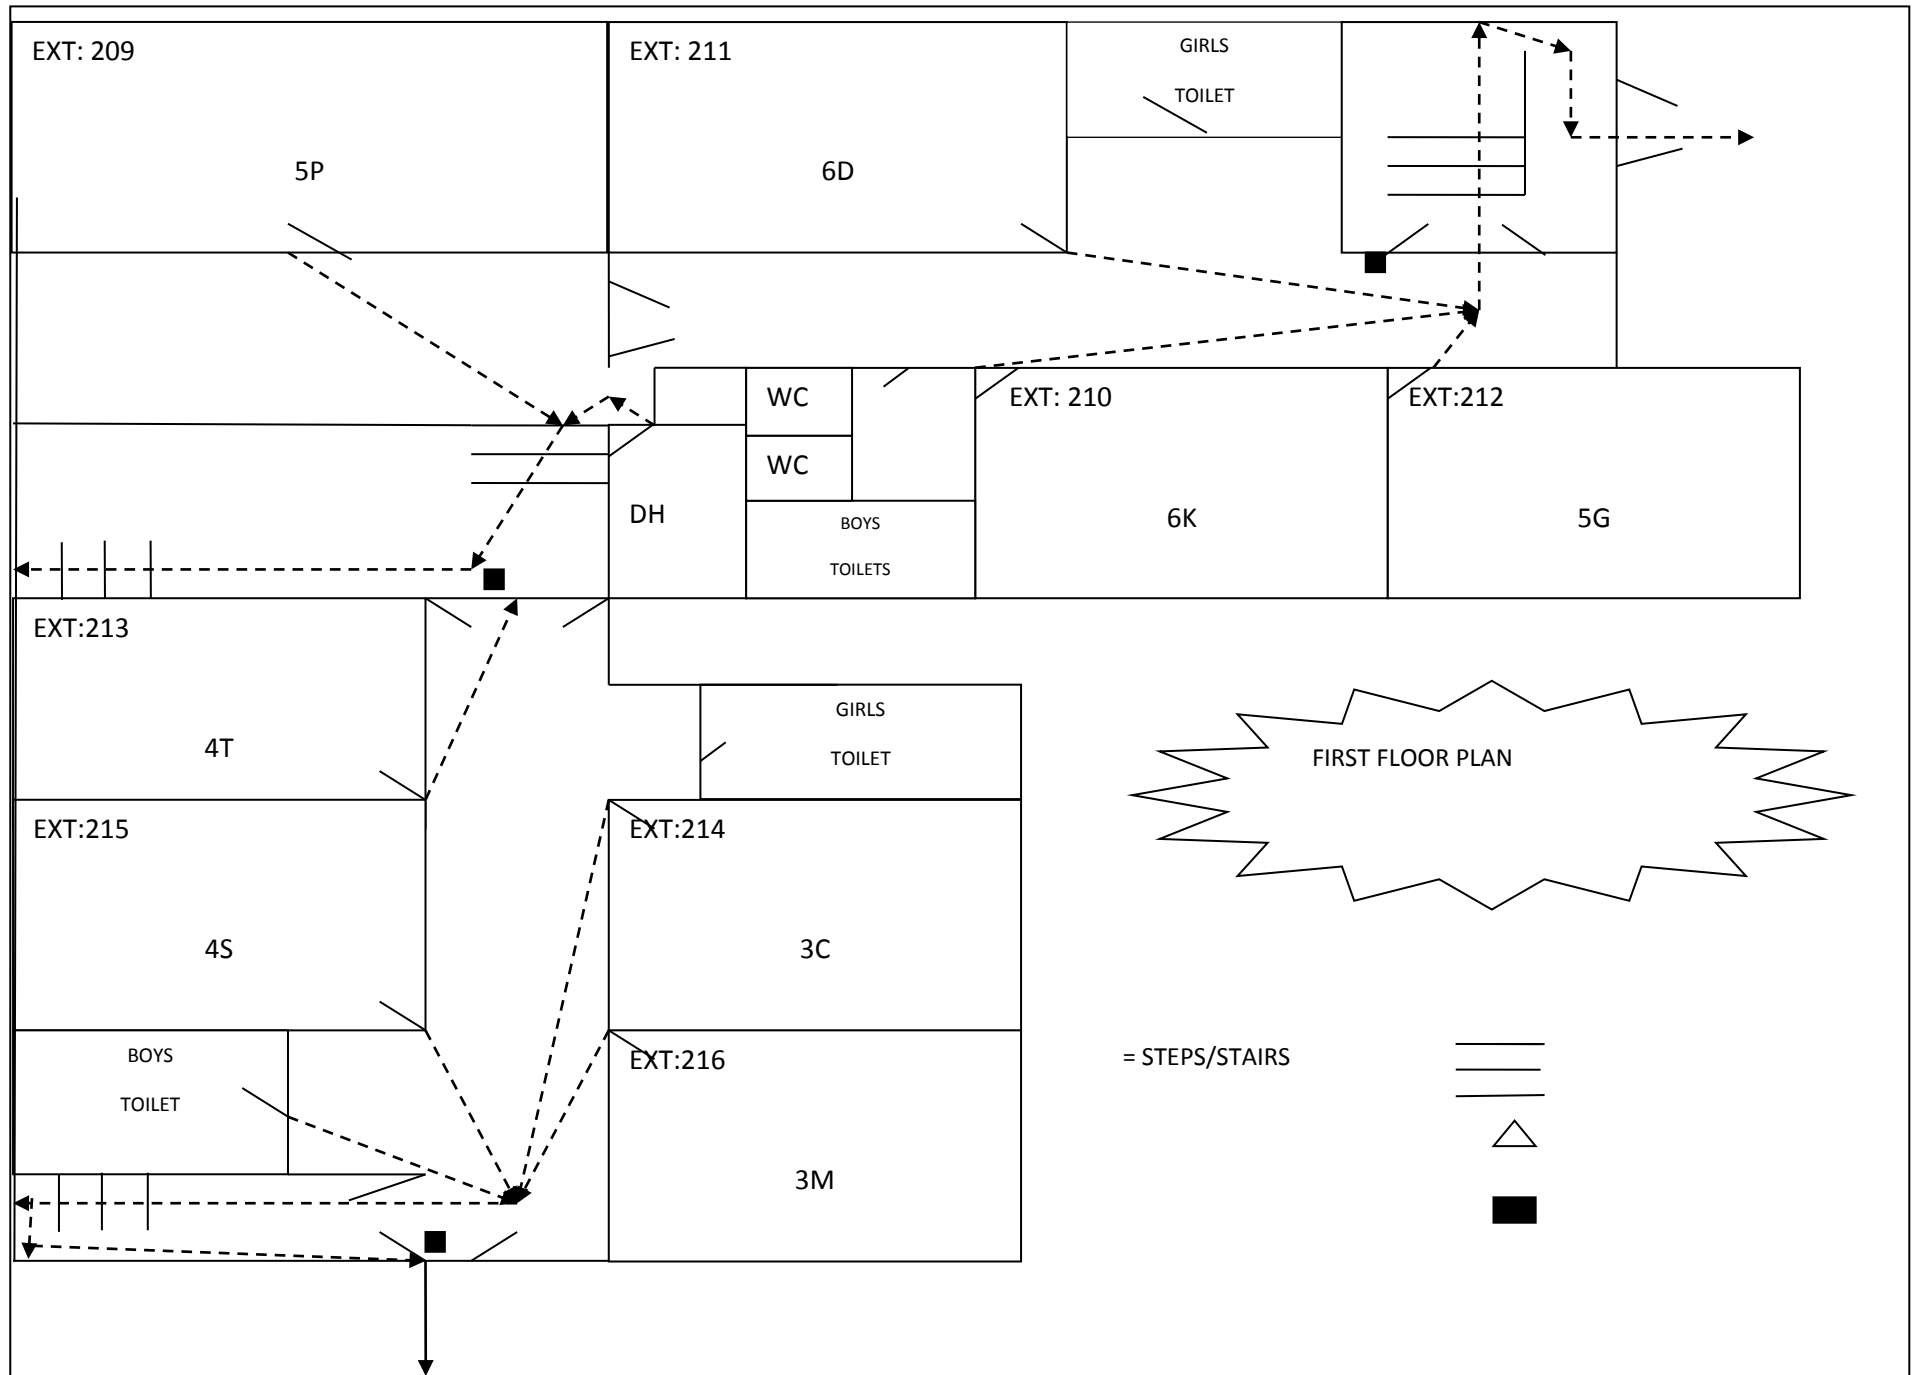 EXT: 209
EXT: 211
GIRLS
TOILET
5P
6D
WC
EXT: 210
EXT:212
WC
DH
BOYS
TOILETS
6K
5G
EXT:213
GIRLS
TOILET
4T
FIRST FLOOR PLAN
EXT:215
EXT:214
4S
3C
BOYS
TOILET
EXT:216
= STEPS/STAIRS
3M